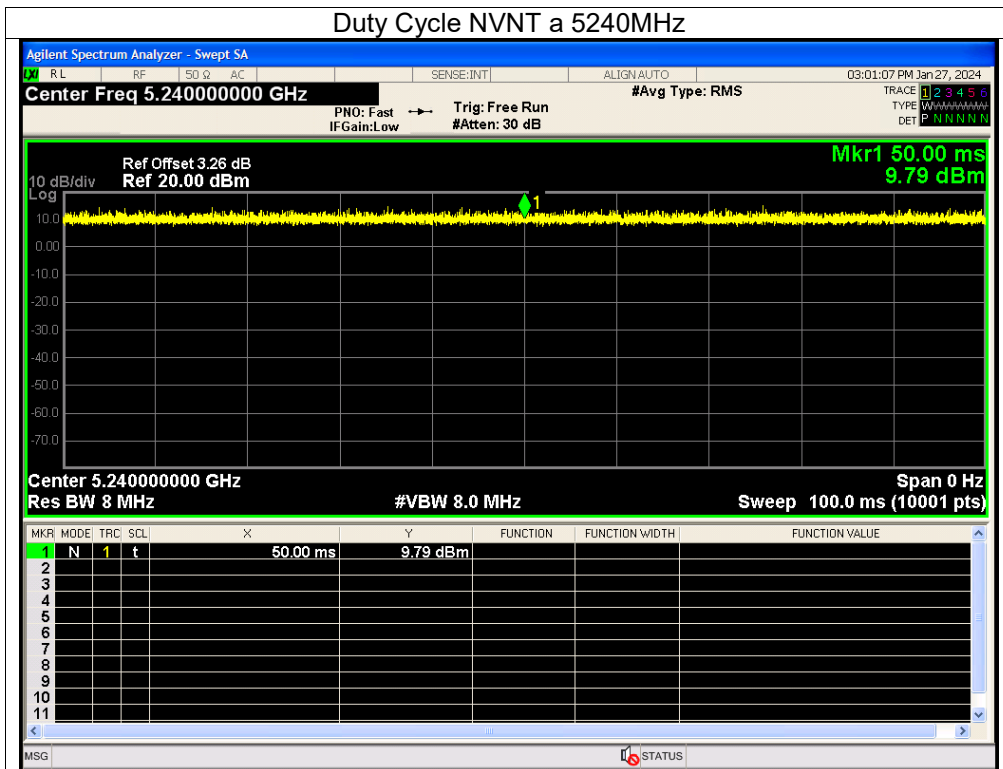 Duty Cycle NVNT a 5240MHz
Agilent Spectrum Analyzer - Swept SA
LXI RL RF 50 Ω AC SENSE:INT ALIGN AUTO 03:01:07 PM Jan 27, 2024
Center Freq 5.240000000 GHz #Avg Type: RMS TRACE 1 2 3 4 5 6
PNO: Fast Trig: Free Run TYPE WWWWWW
IFGain:Low #Atten: 30 dB DET P N N N N N
Mkr1 50.00 ms
Ref Offset 3.26 dB
10 dB/div Ref 20.00 dBm 9.79 dBm
Log
1
10.0
0.00
-10.0
-20.0
-30.0
-40.0
-50.0
-60.0
-70.0
Center 5.240000000 GHz Span 0 Hz
Res BW 8 MHz #VBW 8.0 MHz Sweep 100.0 ms (10001 pts)
MKR MODE TRC SCL X Y FUNCTION FUNCTION WIDTH FUNCTION VALUE
1 N 1 t 50.00 ms 9.79 dBm
2
3
4
5
6
7
8
9
10
11
MSG STATUS